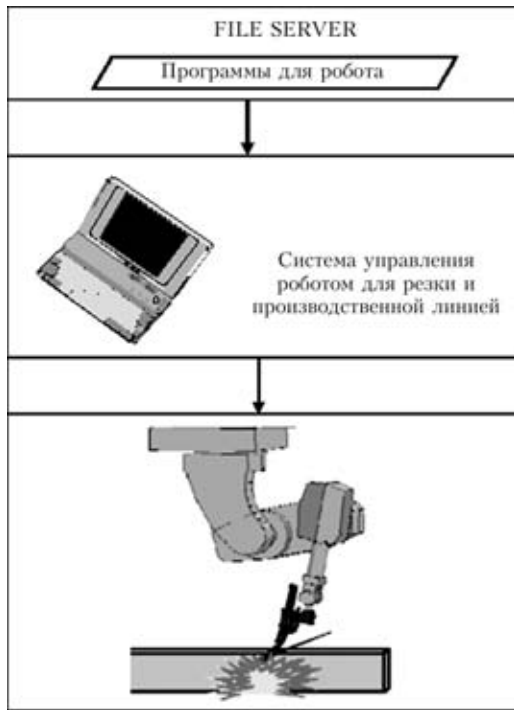 FILE SERVER
Программы для робота
Система управления
роботом для резки и
производственной линией